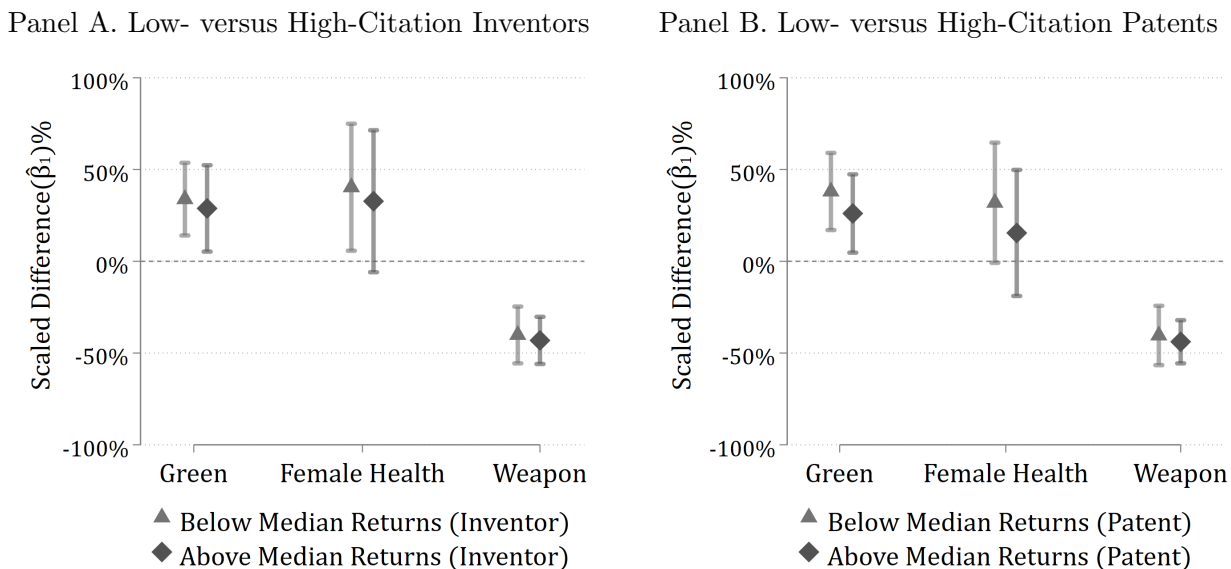 Panel A. Low- versus High-Citation Inventors
100%
50%
0%
-50%
-100%
Scaled Difference(β̂₁)%
Green Female Health Weapon
Below Median Returns (Inventor)
Above Median Returns (Inventor)
Panel B. Low- versus High-Citation Patents
100%
50%
0%
-50%
-100%
Scaled Difference(β̂₁)%
Green Female Health Weapon
Below Median Returns (Patent)
Above Median Returns (Patent)